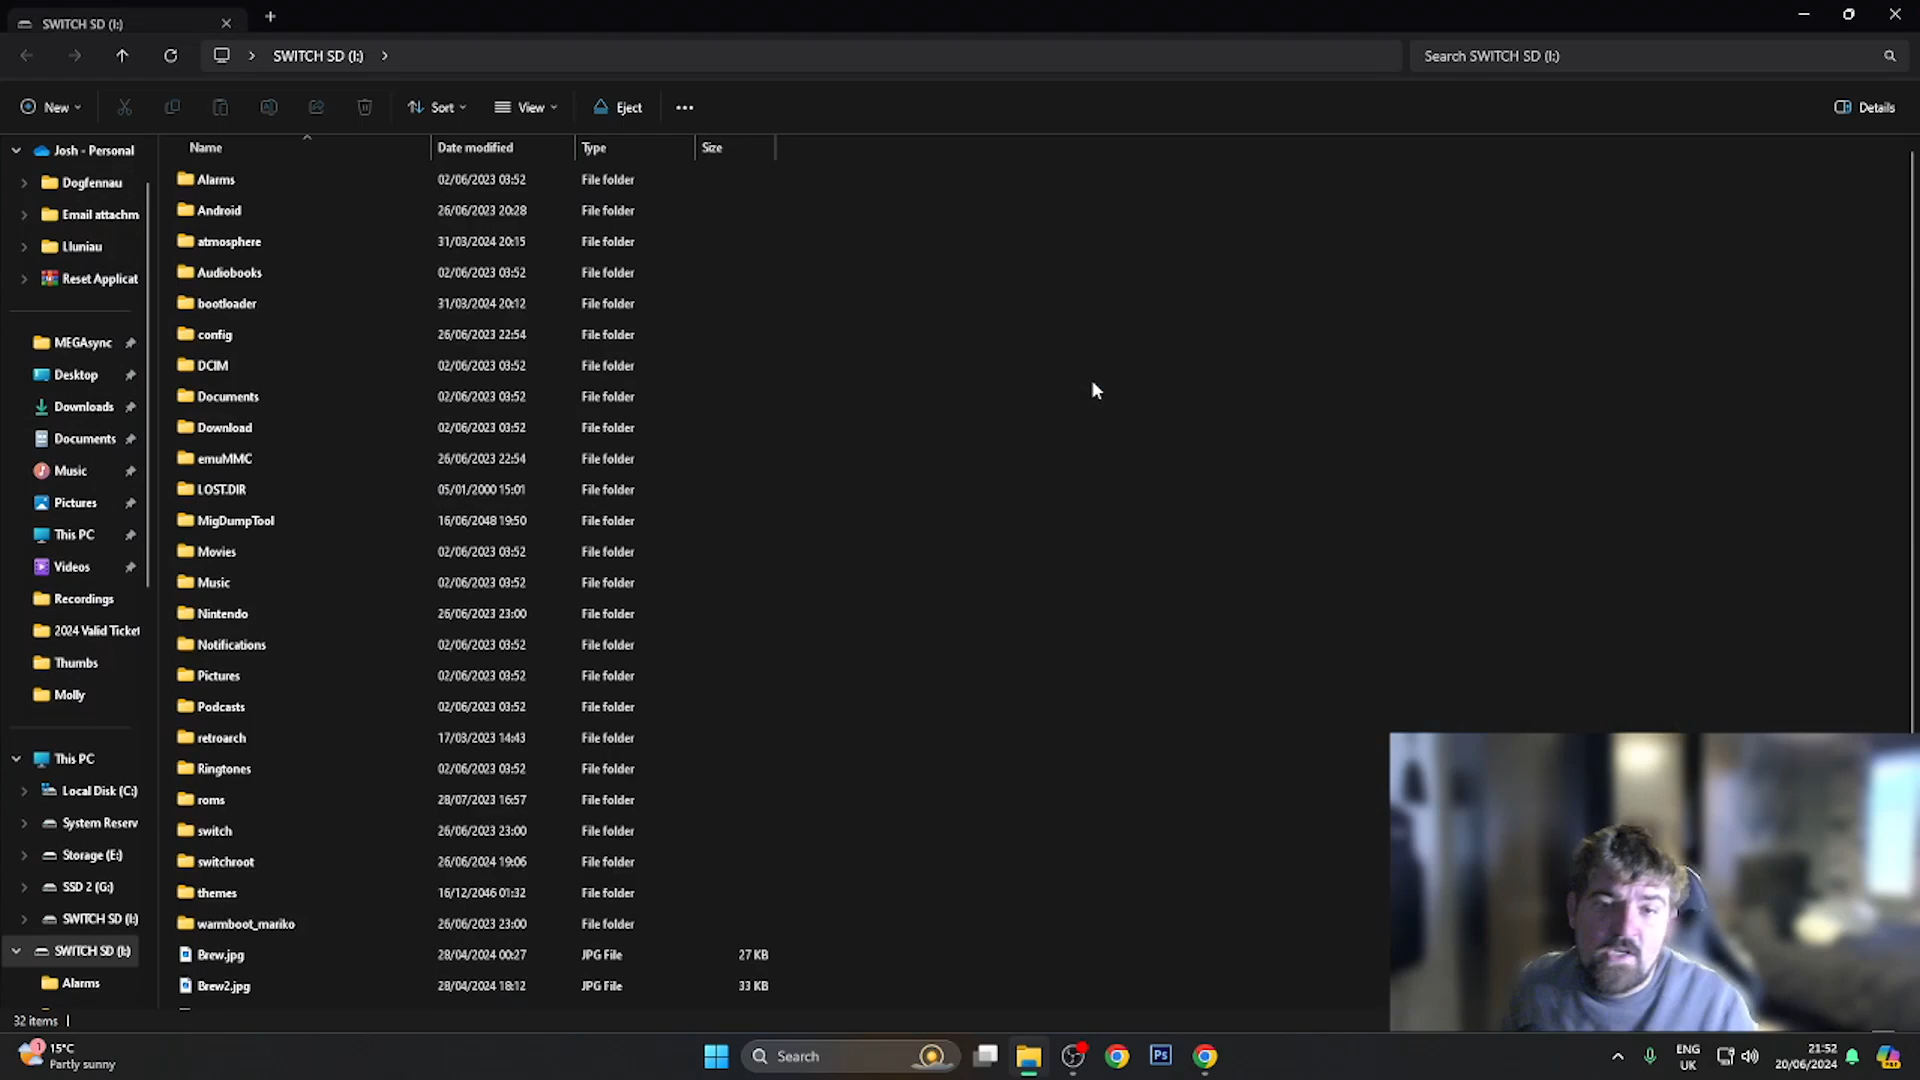 SWITCH SD (I:)
SWITCH SD (I:)
Search SWITCH SD (I:)
New
Sort
View
Eject
Details
Name
Date modified
Type
Size
Josh - Personal
Dogfennau
Email attachm
Lluniau
Reset Applicat
MEGAsync
Desktop
Downloads
Documents
Music
Pictures
This PC
Videos
Recordings
2024 Valid Ticket
Thumbs
Molly
This PC
Local Disk (C:)
System Reserv
Storage (E:)
SSD 2 (G:)
SWITCH SD (I:)
SWITCH SD (I:)
Alarms
Alarms 02/06/2023 03:52 File folder
Android 26/06/2023 20:28 File folder
atmosphere 31/03/2024 20:15 File folder
Audiobooks 02/06/2023 03:52 File folder
bootloader 31/03/2024 20:12 File folder
config 26/06/2023 22:54 File folder
DCIM 02/06/2023 03:52 File folder
Documents 02/06/2023 03:52 File folder
Download 02/06/2023 03:52 File folder
emuMMC 26/06/2023 22:54 File folder
LOST.DIR 05/01/2000 15:01 File folder
MigDumpTool 16/06/2048 19:50 File folder
Movies 02/06/2023 03:52 File folder
Music 02/06/2023 03:52 File folder
Nintendo 26/06/2023 23:00 File folder
Notifications 02/06/2023 03:52 File folder
Pictures 02/06/2023 03:52 File folder
Podcasts 02/06/2023 03:52 File folder
retroarch 17/03/2023 14:43 File folder
Ringtones 02/06/2023 03:52 File folder
roms 28/07/2023 16:57 File folder
switch 26/06/2023 23:00 File folder
switchroot 26/06/2024 19:06 File folder
themes 16/12/2046 01:32 File folder
warmboot_mariko 26/06/2023 23:00 File folder
Brew.jpg 28/04/2024 00:27 JPG File 27 KB
Brew2.jpg 28/04/2024 18:12 JPG File 33 KB
32 items
1
15°C
Partly sunny
Search
Ps
ENG
UK
21:52
20/06/2024